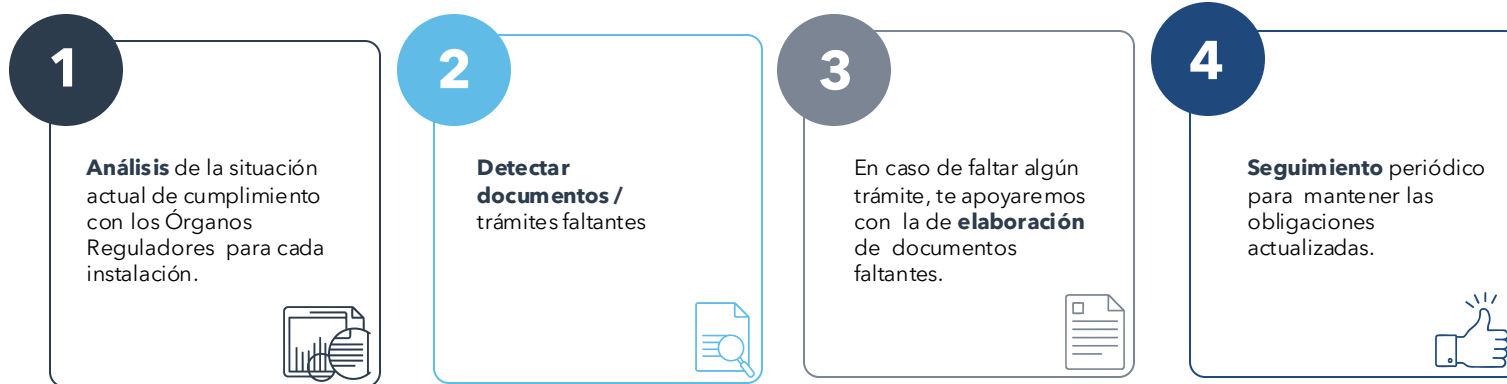 1
Análisis de la situación
actual de cumplimiento
con los Órganos
Reguladores para cada
instalación.
2
Detectar
documentos /
trámites faltantes
3
En caso de faltar algún
trámite, te apoyaremos
con la de elaboración
de documentos
faltantes.
4
Seguimiento periódico
para mantener las
obligaciones
actualizadas.